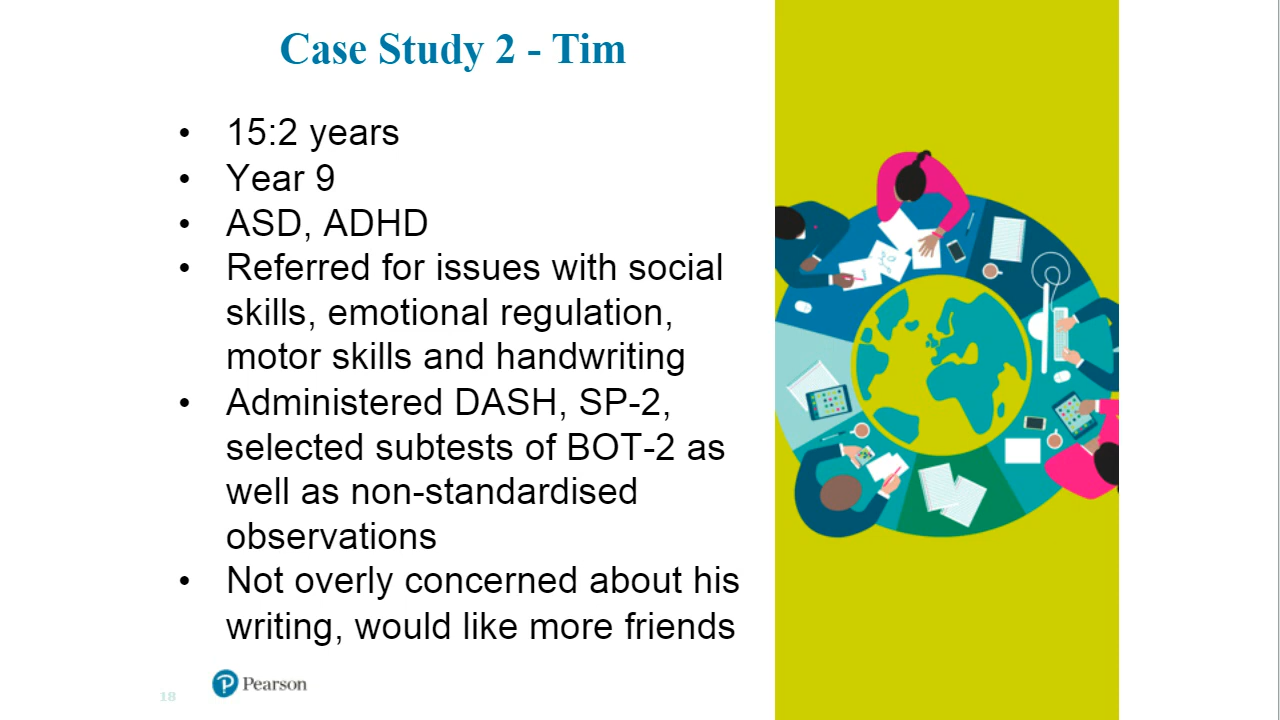 Case Study 2 - Tim
• 15:2 years
• Year 9
• ASD, ADHD
• Referred for issues with social
skills, emotional regulation,
motor skills and handwriting
• Administered DASH, SP-2,
selected subtests of BOT-2 as
well as non-standardised
observations
• Not overly concerned about his
writing, would like more friends
18
P Pearson